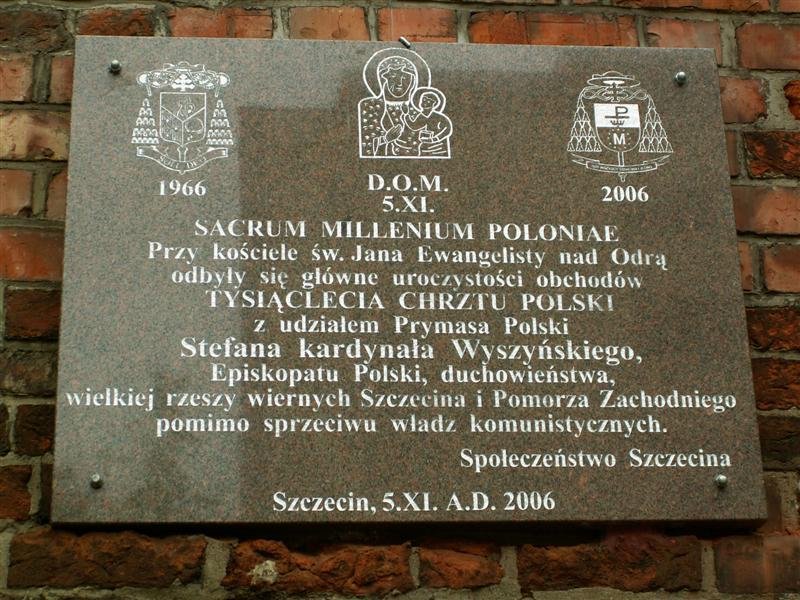 SOLI DEO
1966
D.O.M.
5.XI.
P
M
2006
SACRUM MILLENIUM POLONIAE
Przy kościele św. Jana Ewangelisty nad Odrą
odbyły się główne uroczystości obchodów
TYSIĄCLECIA CHRZTU POLSKI
z udziałem Prymasa Polski
Stefana kardynała Wyszyńskiego,
Episkopatu Polski, duchowieństwa,
wielkiej rzeszy wiernych Szczecina i Pomorza Zachodniego
pomimo sprzeciwu władz komunistycznych.
Społeczeństwo Szczecina
Szczecin, 5.XI. A.D. 2006